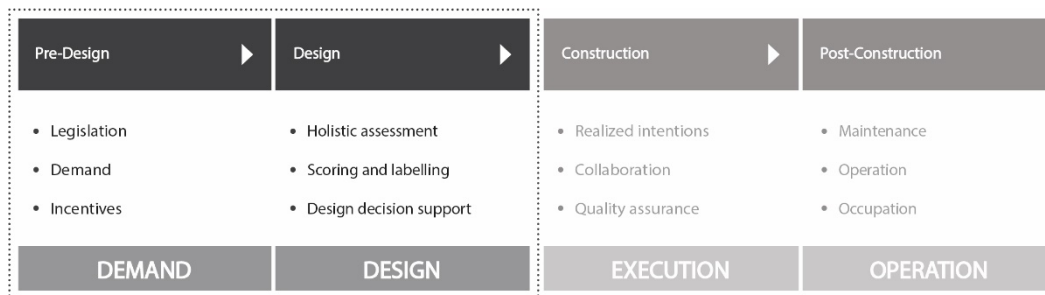 Pre-Design
Design
Construction
Post-Construction
• Legislation
• Demand
• Incentives
• Holistic assessment
• Scoring and labelling
• Design decision support
• Realized intentions
• Collaboration
• Quality assurance
• Maintenance
• Operation
• Occupation
DEMAND
DESIGN
EXECUTION
OPERATION